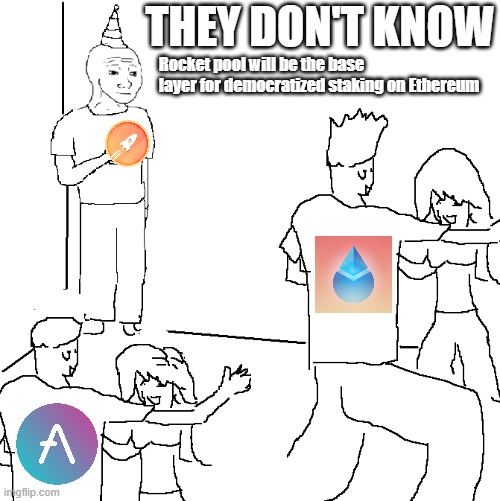 THEY DON'T KNOW
Rocket pool will be the base
layer for democratized staking on Ethereum
imgflip.com